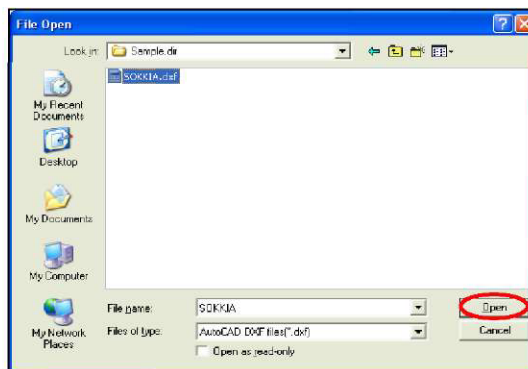 File Open
Look in:
Sample.dir
SOKKIA.dxf
My Recent
Documents
Desktop
My Documents
My Computer
My Network
Places
File name:
SOKKIA
Open
Files of type:
AutoCAD DXF files(*.dxf)
Cancel
Open as read-only